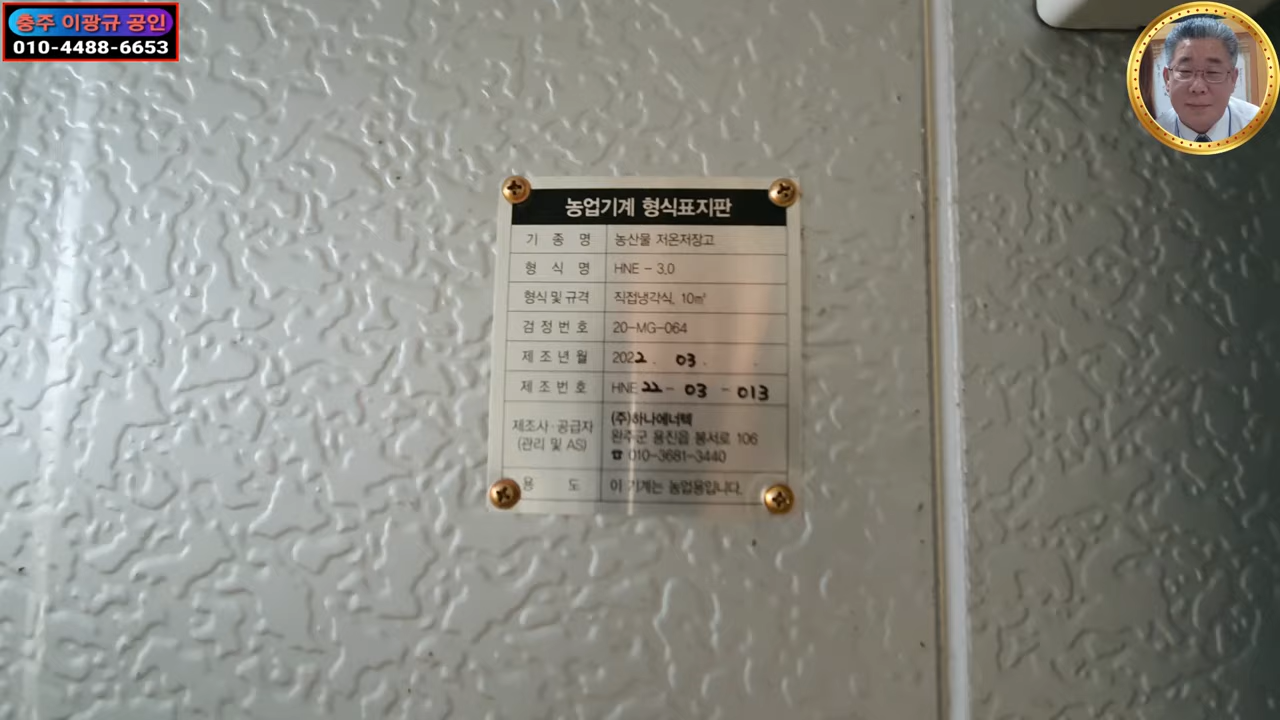 충주 이광규 공인
010-4488-6653
농업기계 형식표지판
기 종 명 농산물 저온저장고
형 식 명 HNE - 3.0
형식 및 규격 직접냉각식, 10㎥
검 정 번 호 20-MG-064
제 조 년 월 2022. 03.
제 조 번 호 HNE 22 - 03 - 013
제조사·공급자 (주)하나에너텍
(관리 및 AS) 완주군 용진읍 봉서로 106
☎ 010-3681-3440
용 도 이 기계는 농업용입니다.